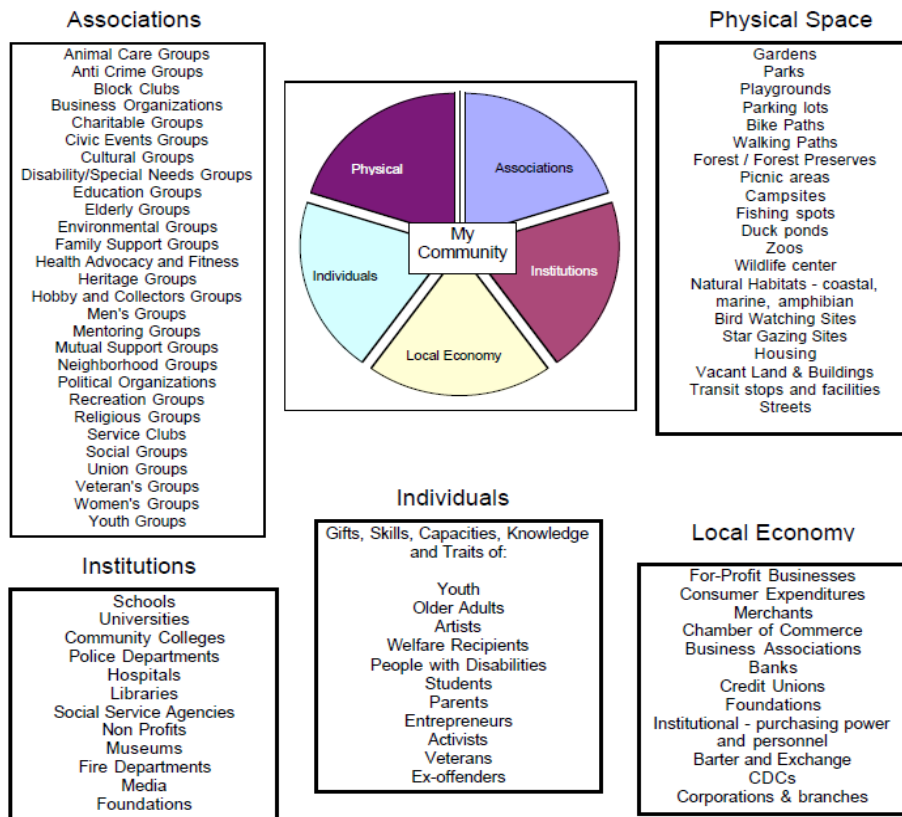 Associations
Animal Care Groups
Anti Crime Groups
Block Clubs
Business Organizations
Charitable Groups
Civic Events Groups
Cultural Groups
Disability/Special Needs Groups
Education Groups
Elderly Groups
Environmental Groups
Family Support Groups
Health Advocacy and Fitness
Heritage Groups
Hobby and Collectors Groups
Men's Groups
Mentoring Groups
Mutual Support Groups
Neighborhood Groups
Political Organizations
Recreation Groups
Religious Groups
Service Clubs
Social Groups
Union Groups
Veteran's Groups
Women's Groups
Youth Groups
Physical
Associations
My
Community
Individuals
Institutions
Local Economy
Physical Space
Gardens
Parks
Playgrounds
Parking lots
Bike Paths
Walking Paths
Forest / Forest Preserves
Picnic areas
Campsites
Fishing spots
Duck ponds
Zoos
Wildlife center
Natural Habitats - coastal,
marine, amphibian
Bird Watching Sites
Star Gazing Sites
Housing
Vacant Land & Buildings
Transit stops and facilities
Streets
Institutions
Schools
Universities
Community Colleges
Police Departments
Hospitals
Libraries
Social Service Agencies
Non Profits
Museums
Fire Departments
Media
Foundations
Individuals
Gifts, Skills, Capacities, Knowledge
and Traits of:
Youth
Older Adults
Artists
Welfare Recipients
People with Disabilities
Students
Parents
Entrepreneurs
Activists
Veterans
Ex-offenders
Local Economy
For-Profit Businesses
Consumer Expenditures
Merchants
Chamber of Commerce
Business Associations
Banks
Credit Unions
Foundations
Institutional - purchasing power
and personnel
Barter and Exchange
CDCs
Corporations & branches